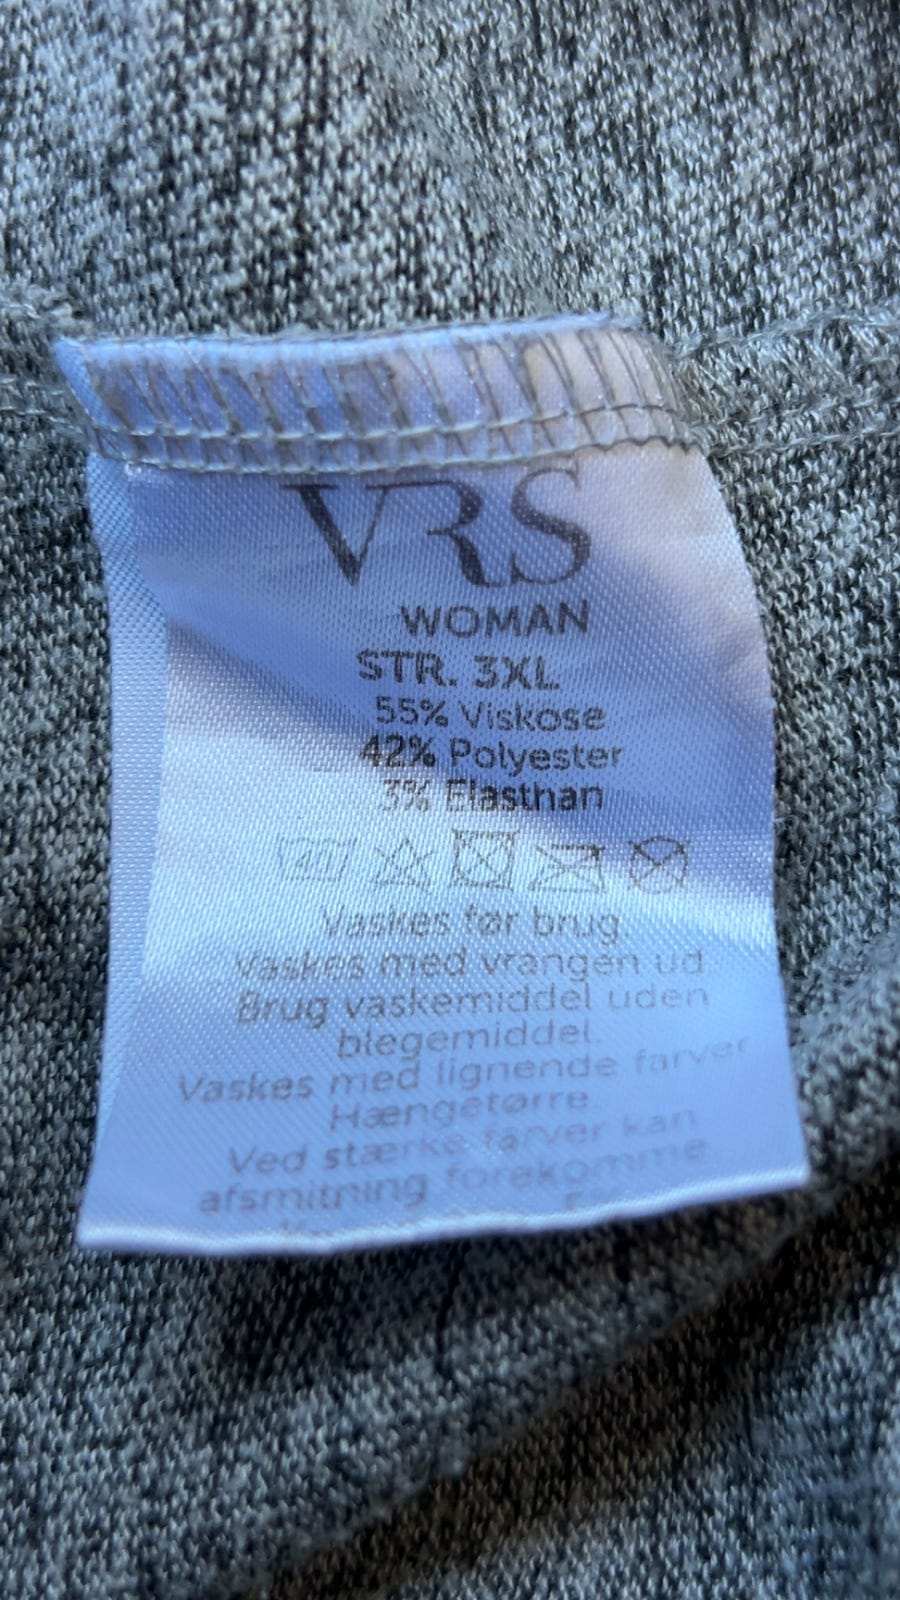 VRS
WOMAN
STR. 3XL
55% Viskose
42% Polyester
3% Elasthan
40
Vaskes før brug.
Vaskes med vrangen ud
Brug vaskemiddel uden
blegemiddel.
Vaskes med lignende farver
Hængetørre.
Ved stærke farver kan
afsmitning forekomme